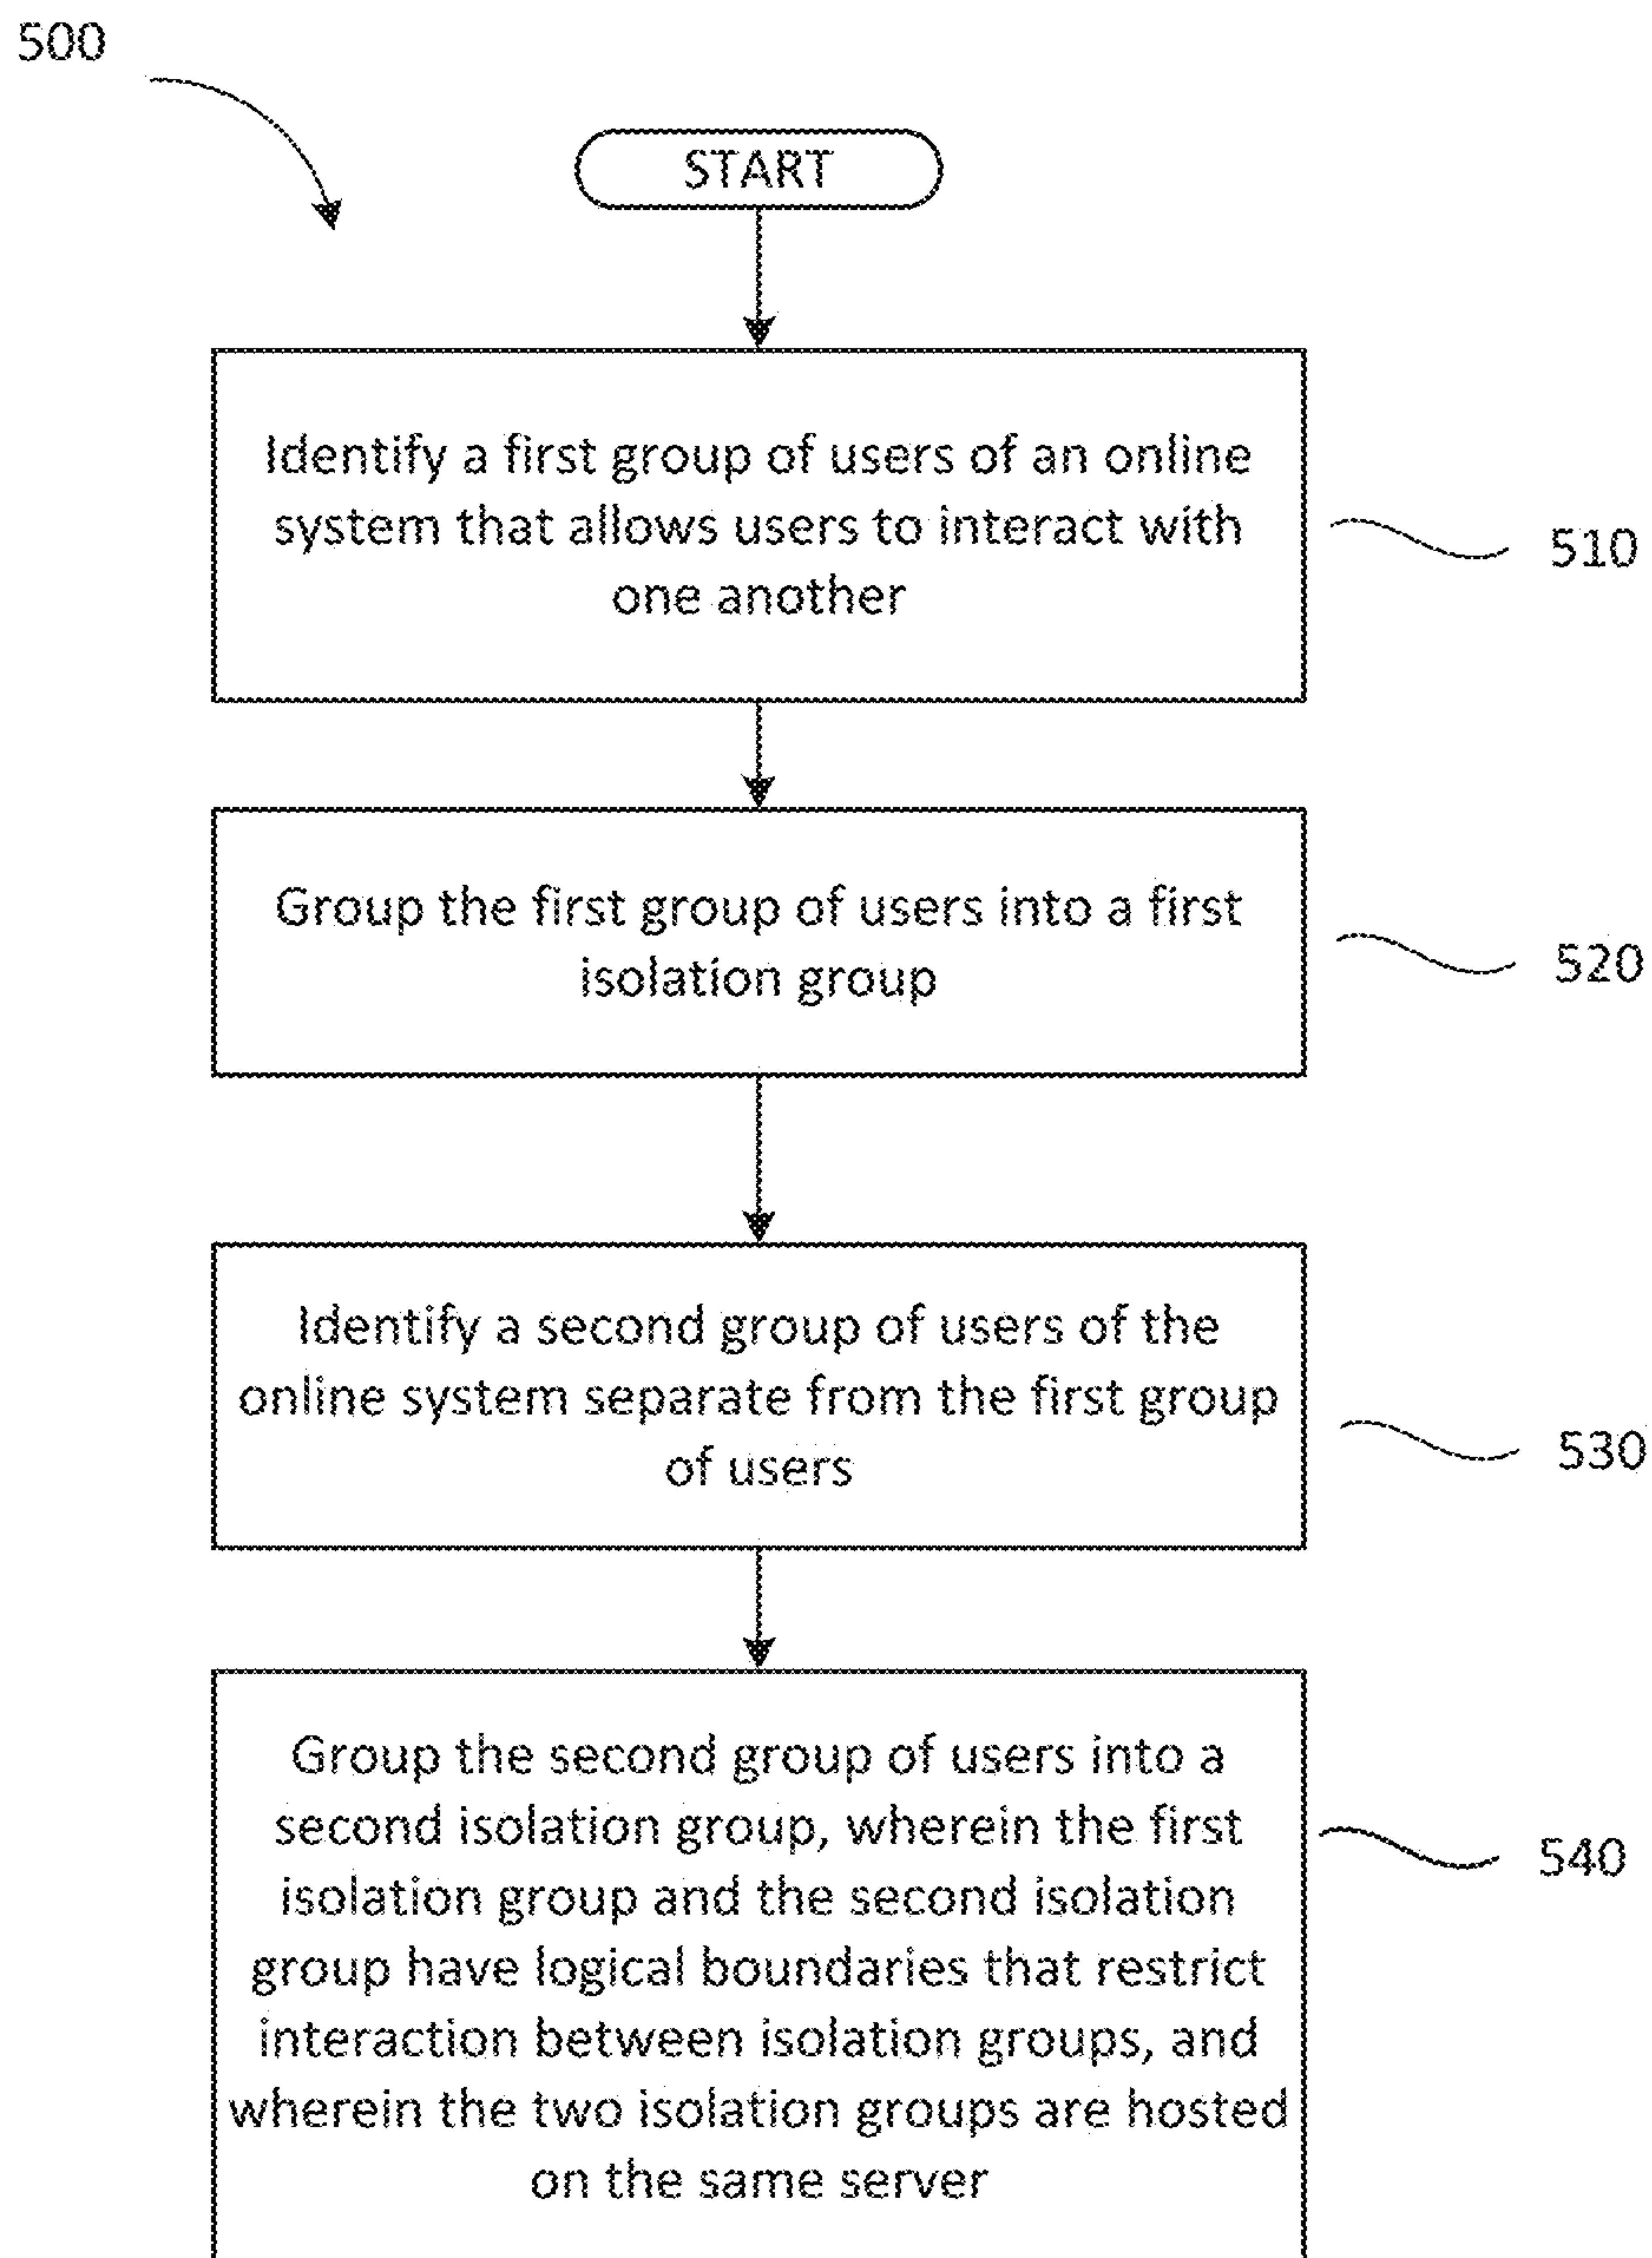 500
START
Identify a first group of users of an online
system that allows users to interact with
one another
510
Group the first group of users into a first
isolation group
520
Identify a second group of users of the
online system separate from the first group
of users
530
Group the second group of users into a
second isolation group, wherein the first
isolation group and the second isolation
group have logical boundaries that restrict
interaction between isolation groups, and
wherein the two isolation groups are hosted
on the same server
540